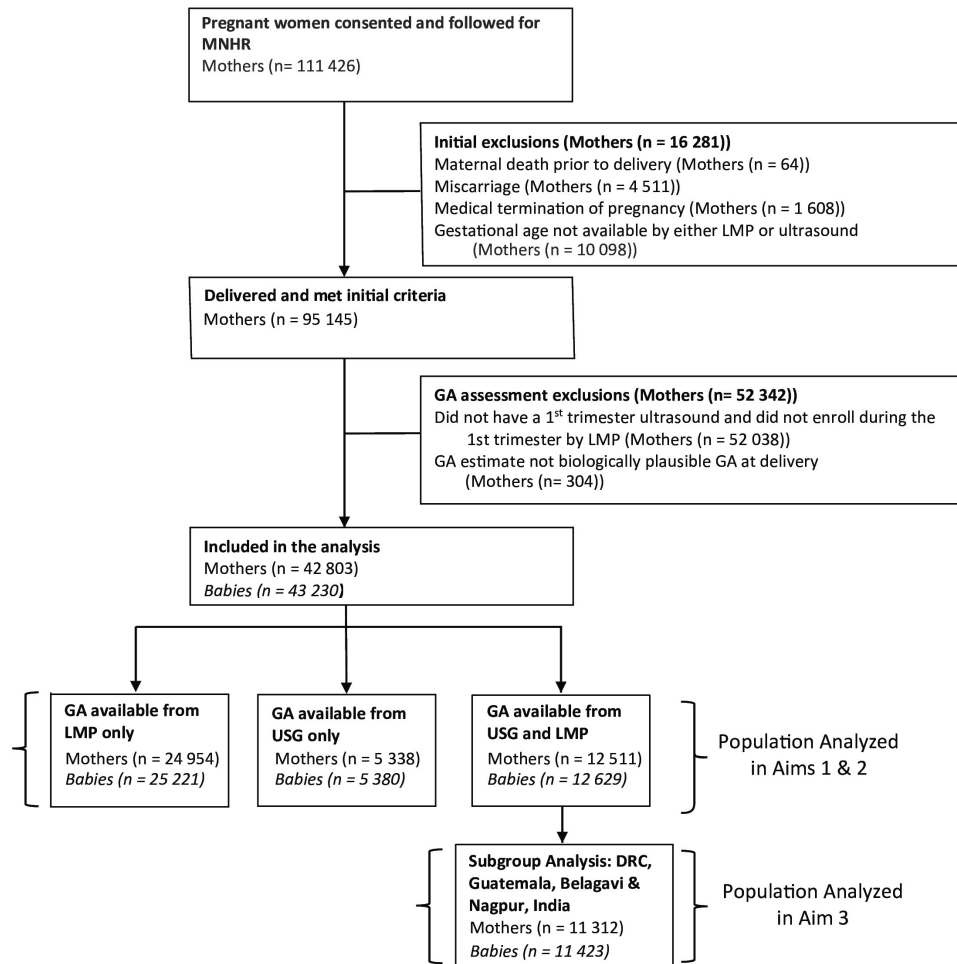 Pregnant women consented and followed for
MNHR
Mothers (n= 111 426)
Initial exclusions (Mothers (n = 16 281))
Maternal death prior to delivery (Mothers (n = 64))
Miscarriage (Mothers (n = 4 511)
Medical termination of pregnancy (Mothers (n = 1 608))
Gestational age not available by either LMP or ultrasound
(Mothers (n = 10 098))
Delivered and met initial criteria
Mothers (n = 95 145)
GA assessment exclusions (Mothers (n= 52 342))
Did not have a 1st trimester ultrasound and did not enroll during the
1st trimester by LMP (Mothers (n = 52 038))
GA estimate not biologically plausible GA at delivery
(Mothers (n= 304))
Included in the analysis
Mothers (n = 42 803)
Babies (n = 43 230)
GA available from
LMP only
Mothers (n = 24 954)
Babies (n = 25 221)
GA available from
USG only
Mothers (n = 5 338)
Babies (n = 5 380)
GA available from
USG and LMP
Mothers (n = 12 511)
Babies (n = 12 629)
Population Analyzed
in Aims 1 & 2
Subgroup Analysis: DRC,
Guatemala, Belagavi &
Nagpur, India
Mothers (n = 11 312)
Babies (n = 11 423)
Population Analyzed
in Aim 3